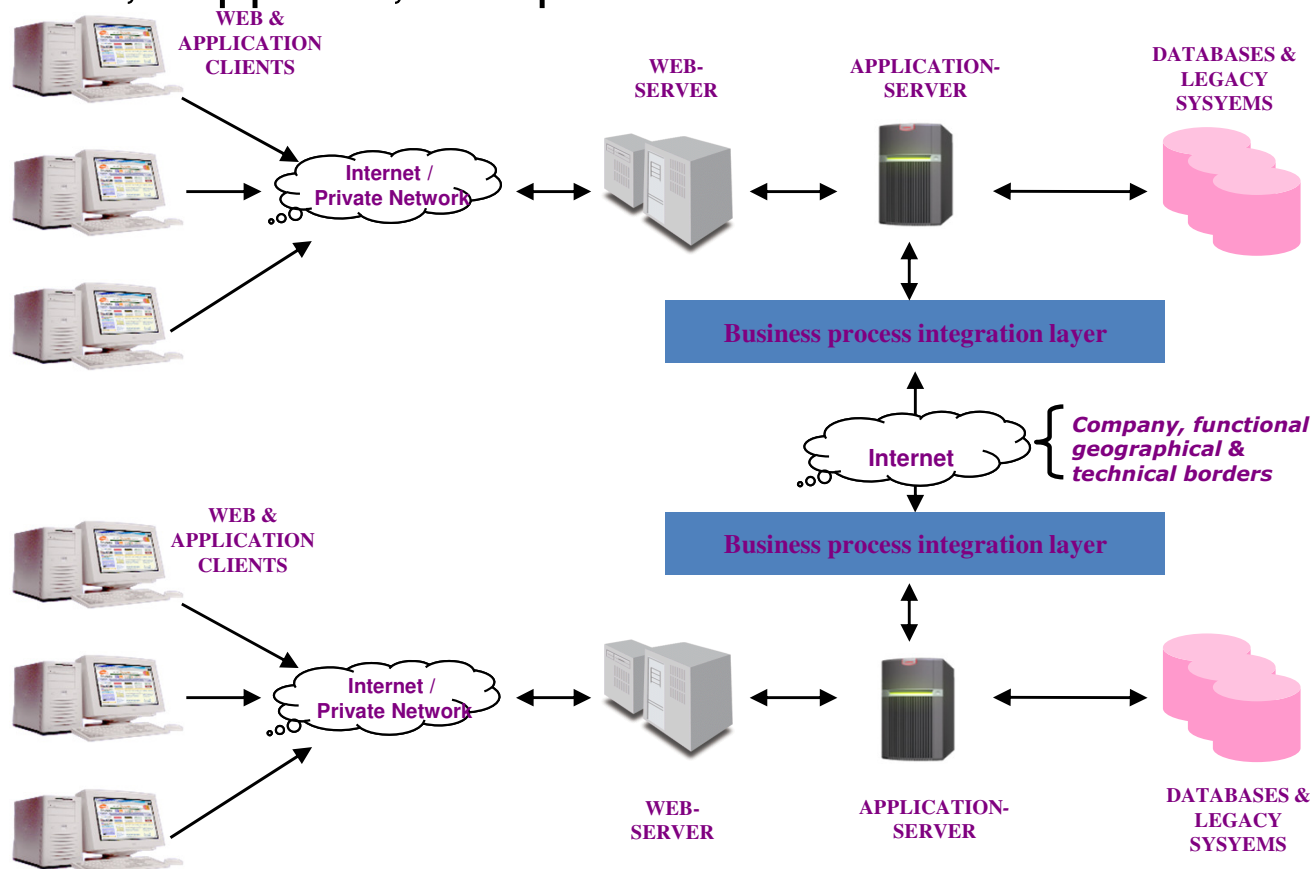 WEB &
APPLICATION
CLIENTS
WEB-
SERVER
APPLICATION-
SERVER
DATABASES &
LEGACY
SYSYEMS
Internet /
Private Network
Business process integration layer
Internet
Company, functional
geographical &
technical borders
Business process integration layer
WEB &
APPLICATION
CLIENTS
Internet /
Private Network
WEB-
SERVER
APPLICATION-
SERVER
DATABASES &
LEGACY
SYSYEMS